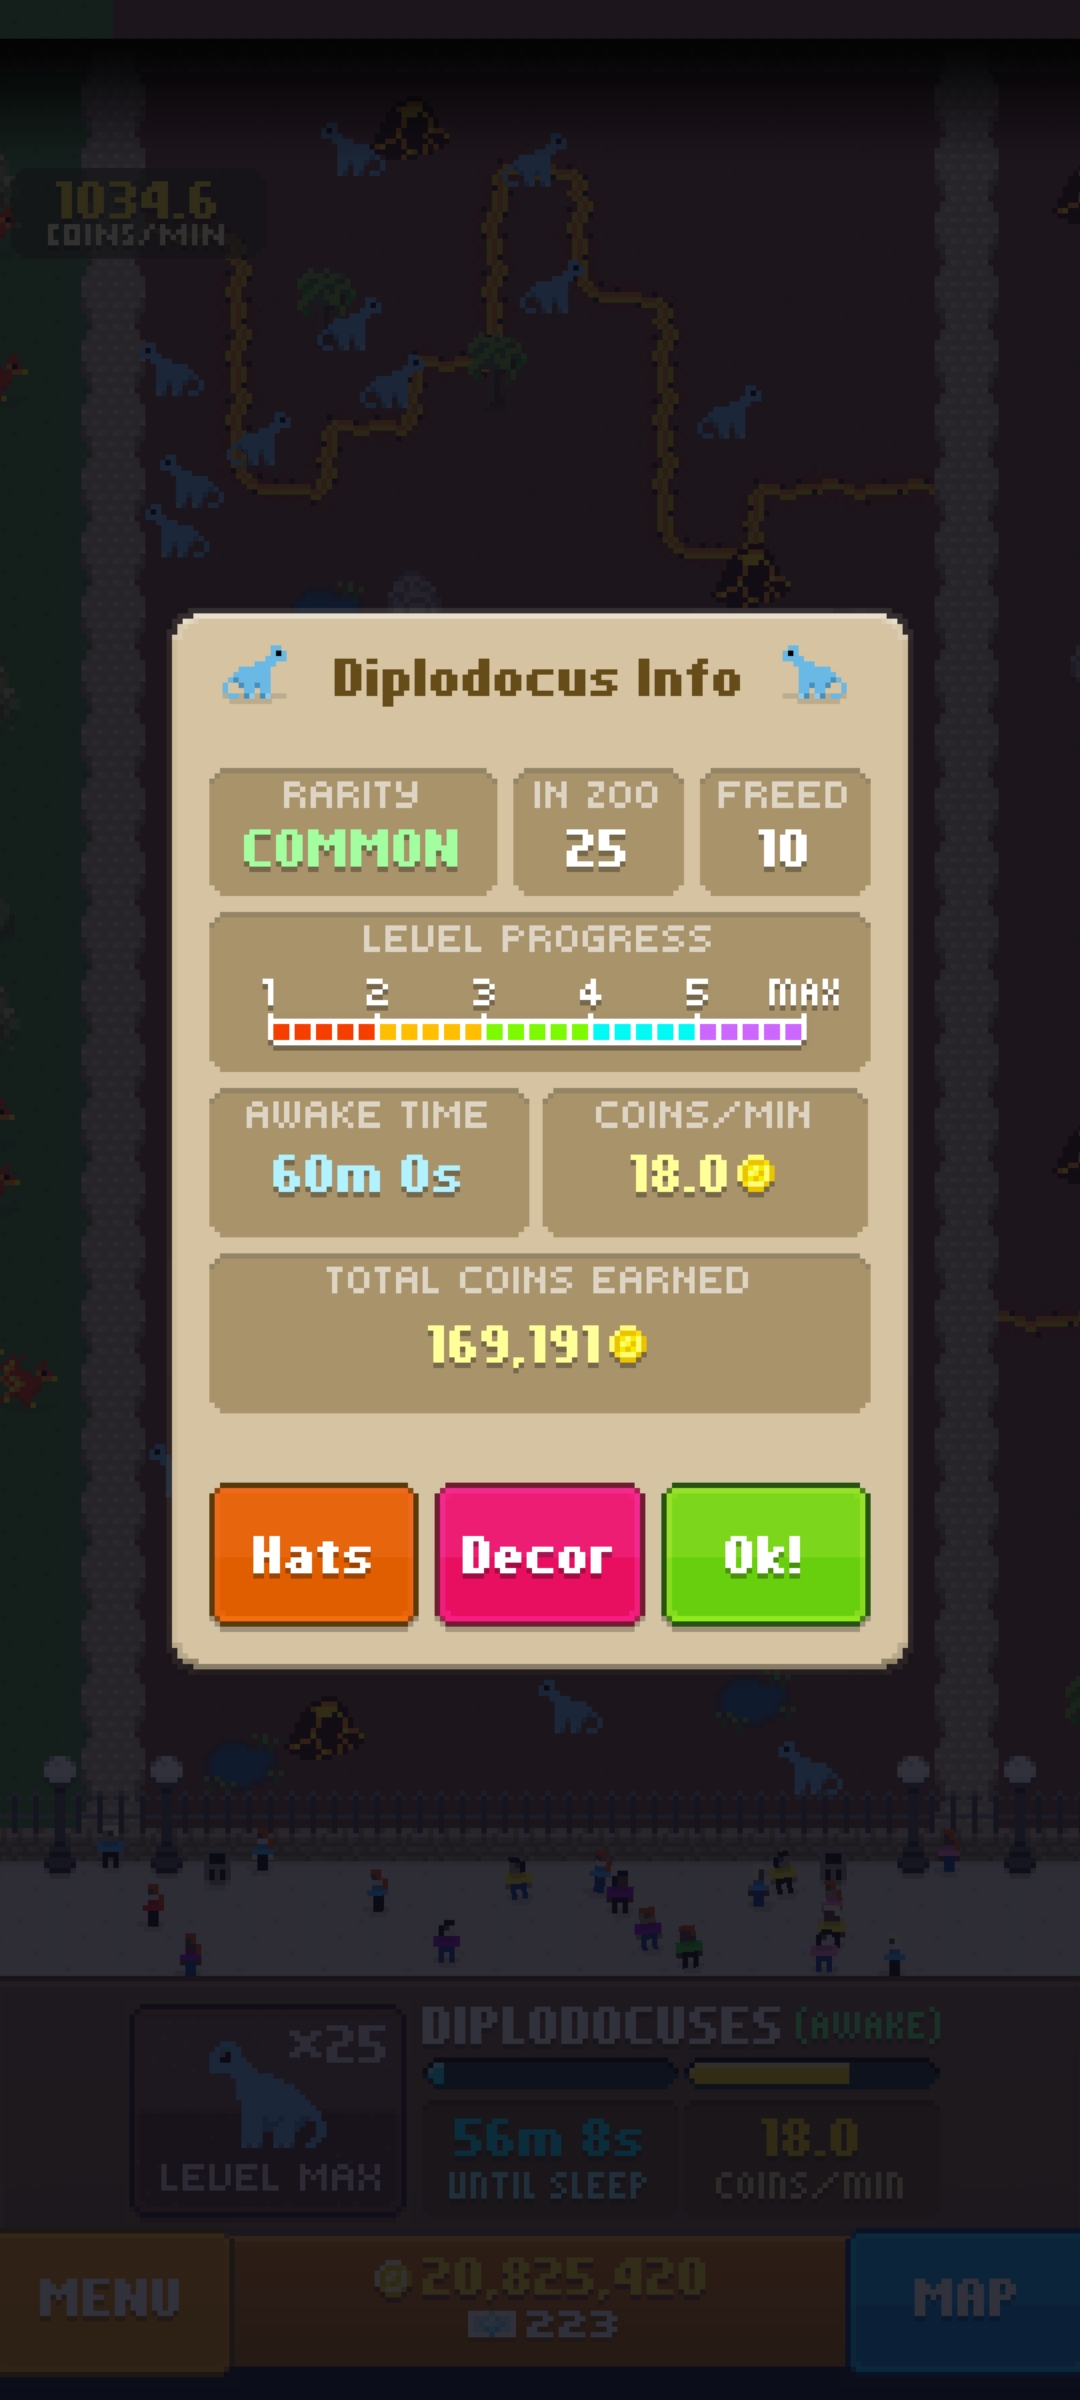 1034.6
COINS/MIN
Diplodocus Info
RARITY
COMMON
IN ZOO
25
FREED
10
LEVEL PROGRESS
1 2 3 4 5 MAX
AWAKE TIME
60m 0s
COINS/MIN
18.0
TOTAL COINS EARNED
169,191
Hats
Decor
Ok!
x25
LEVEL MAX
DIPLODOCUSES (AWAKE)
56m 8s
UNTIL SLEEP
18.0
COINS/MIN
MENU
20,825,420
223
MAP